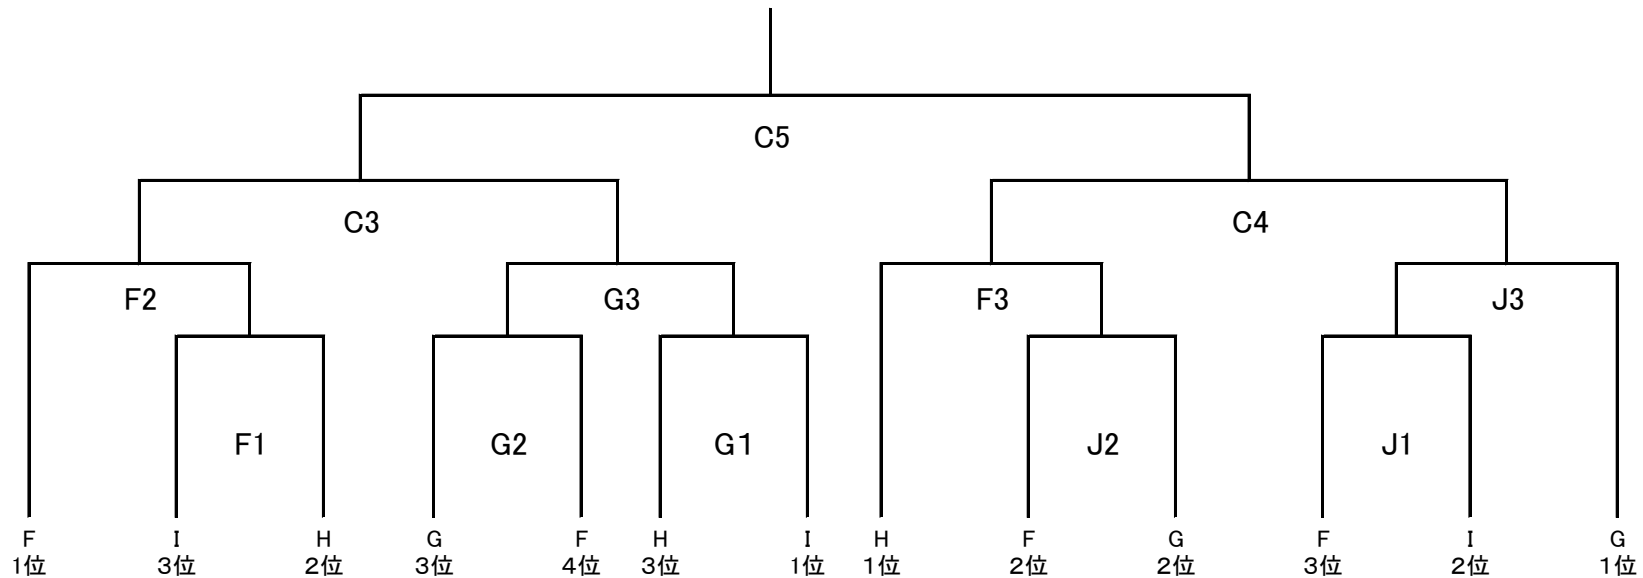 C5
C3
C4
F2
G3
F3
J3
F1
G2
G1
J2
J1
F I H G F H I H F G F I G
1位 3位 2位 3位 4位 3位 1位 1位 2位 2位 3位 2位 1位